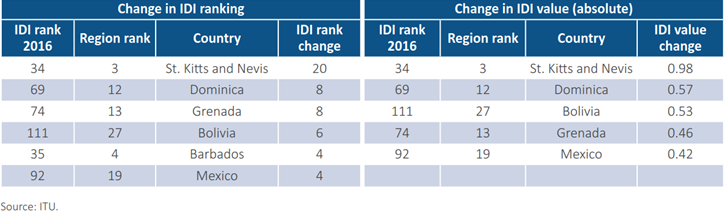 Change in IDI ranking Change in IDI value (absolute)
IDI rank 2016 Region rank Country IDI rank change IDI rank 2016 Region rank Country IDI value change
34 3 St. Kitts and Nevis 20 34 3 St. Kitts and Nevis 0.98
69 12 Dominica 8 69 12 Dominica 0.57
74 13 Grenada 8 111 27 Bolivia 0.53
111 27 Bolivia 6 74 13 Grenada 0.46
35 4 Barbados 4 92 19 Mexico 0.42
92 19 Mexico 4
Source: ITU.